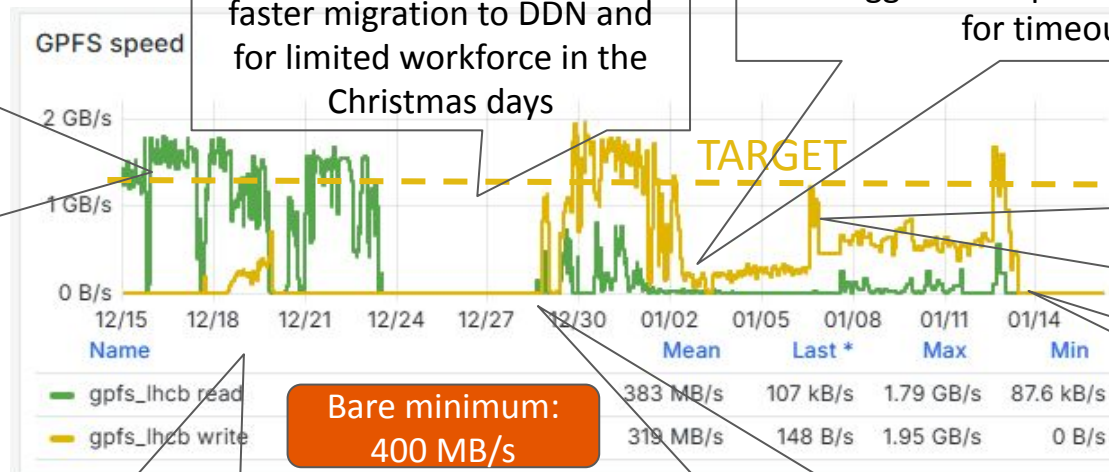 faster migration to DDN and
for limited workforce in the
Christmas days
for timeou
GPFS speed
2 GB/s
TARGET
1 GB/s
0 B/s
12/15 12/18 12/21 12/24 12/27 12/30 01/02 01/05 01/08 01/11 01/14
Name Mean Last * Max Min
gpfs_lhcb read 383 MB/s 107 kB/s 1.79 GB/s 87.6 kB/s
gpfs_lhcb write 319 MB/s 148 B/s 1.95 GB/s 0 B/s
Bare minimum:
400 MB/s